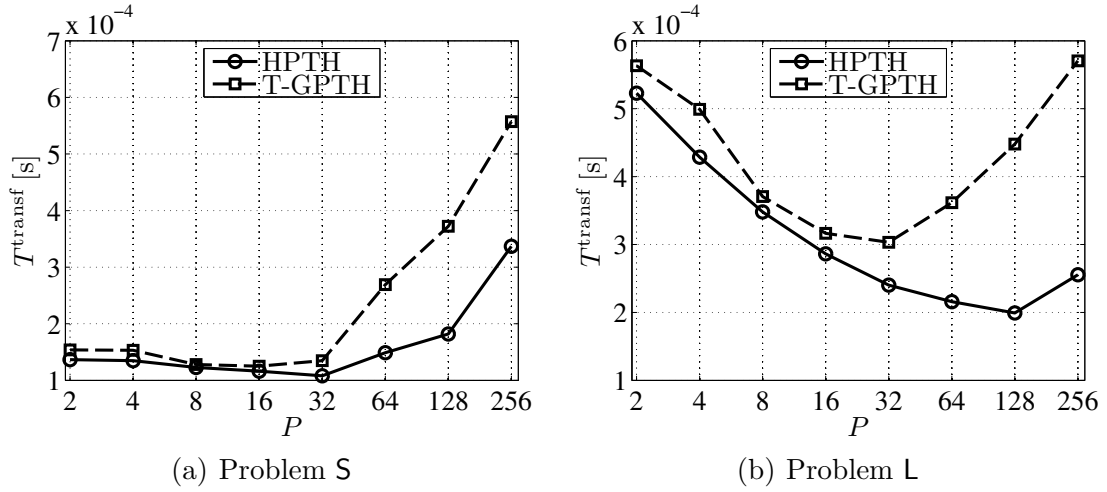 x 10⁻⁴
7
6
5
4
3
2
1
T^transf [s]
HPTH
T-GPTH
2 4 8 16 32 64 128 256
P
(a) Problem S
x 10⁻⁴
6
5
4
3
2
1
T^transf [s]
HPTH
T-GPTH
2 4 8 16 32 64 128 256
P
(b) Problem L